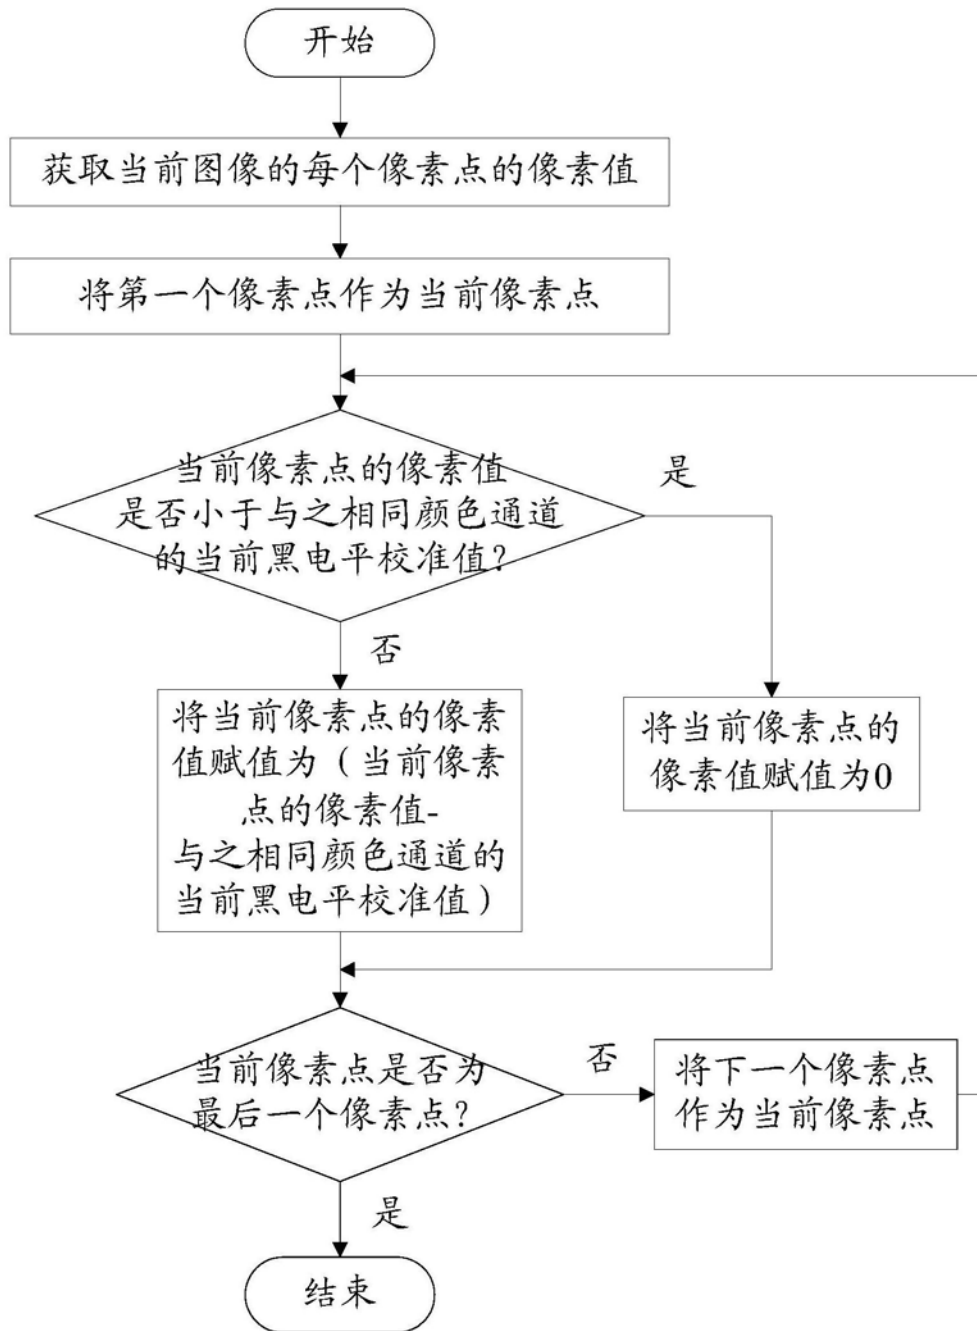 开始
获取当前图像的每个像素点的像素值
将第一个像素点作为当前像素点
当前像素点的像素值
是否小于与之相同颜色通道
的当前黑电平校准值?
是
否
将当前像素点的像素
值赋值为（当前像素
点的像素值-
与之相同颜色通道的
当前黑电平校准值）
将当前像素点的
像素值赋值为0
当前像素点是否为
最后一个像素点?
否
将下一个像素点
作为当前像素点
是
结束